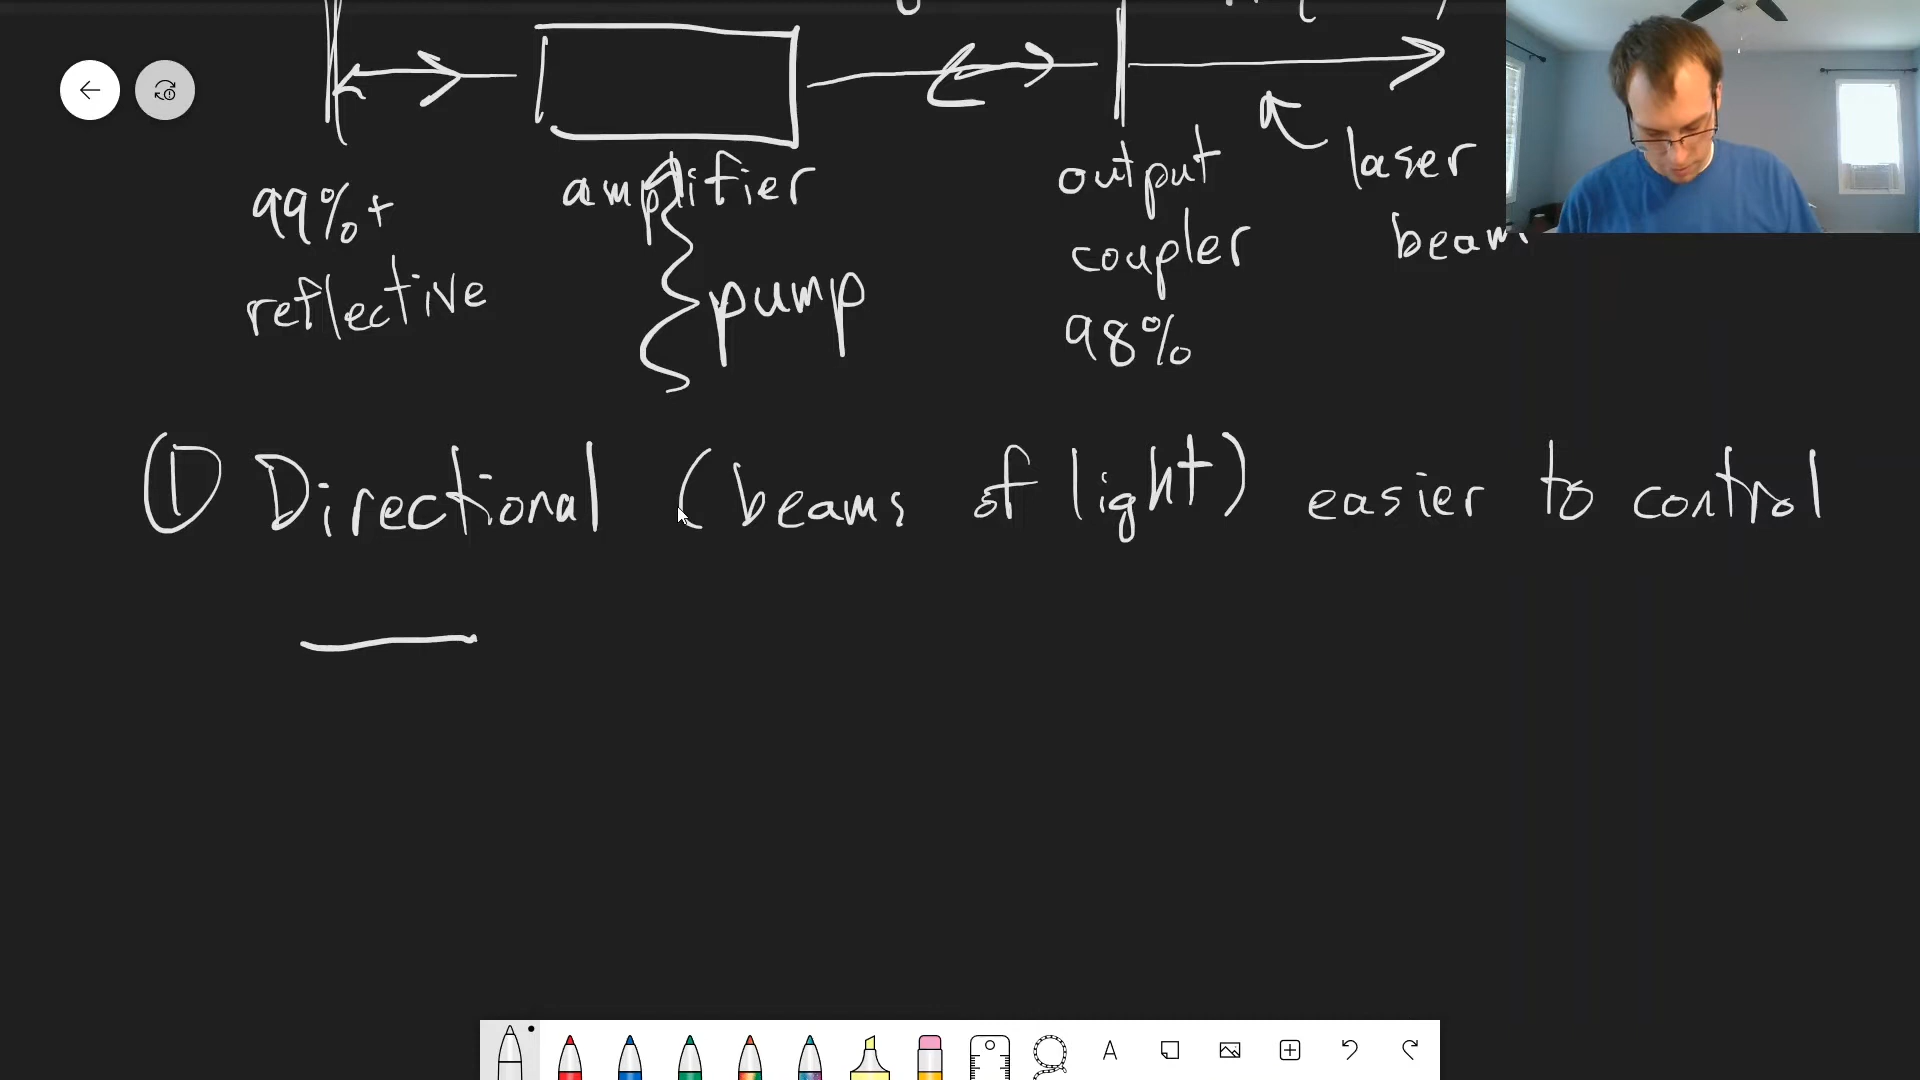 amplifier
99%+
reflective
pump
output
coupler
98%
laser
beam
① Directional (beams of light) easier to control
A